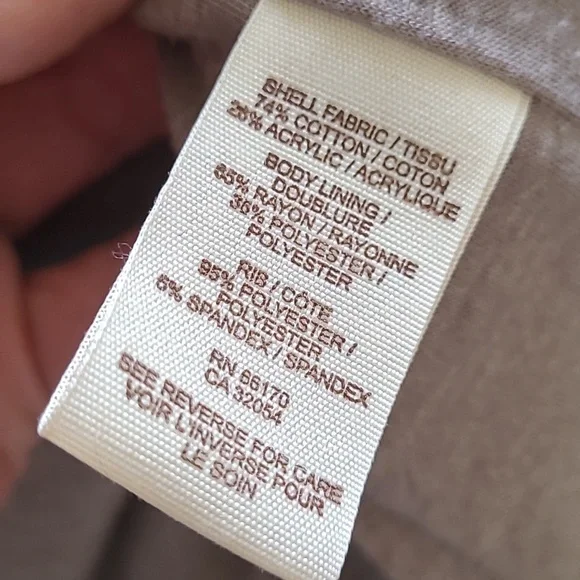 SHELL FABRIC / TISSU
74% COTTON / COTON
26% ACRYLIC / ACRYLIQUE
BODY LINING /
DOUBLURE
65% RAYON / RAYONNE
35% POLYESTER /
POLYESTER
RIB / CÔTE
95% POLYESTER /
POLYESTER
5% SPANDEX / SPANDEX
RN 66170
CA 32054
SEE REVERSE FOR CARE
VOIR L'INVERSE POUR
LE SOIN